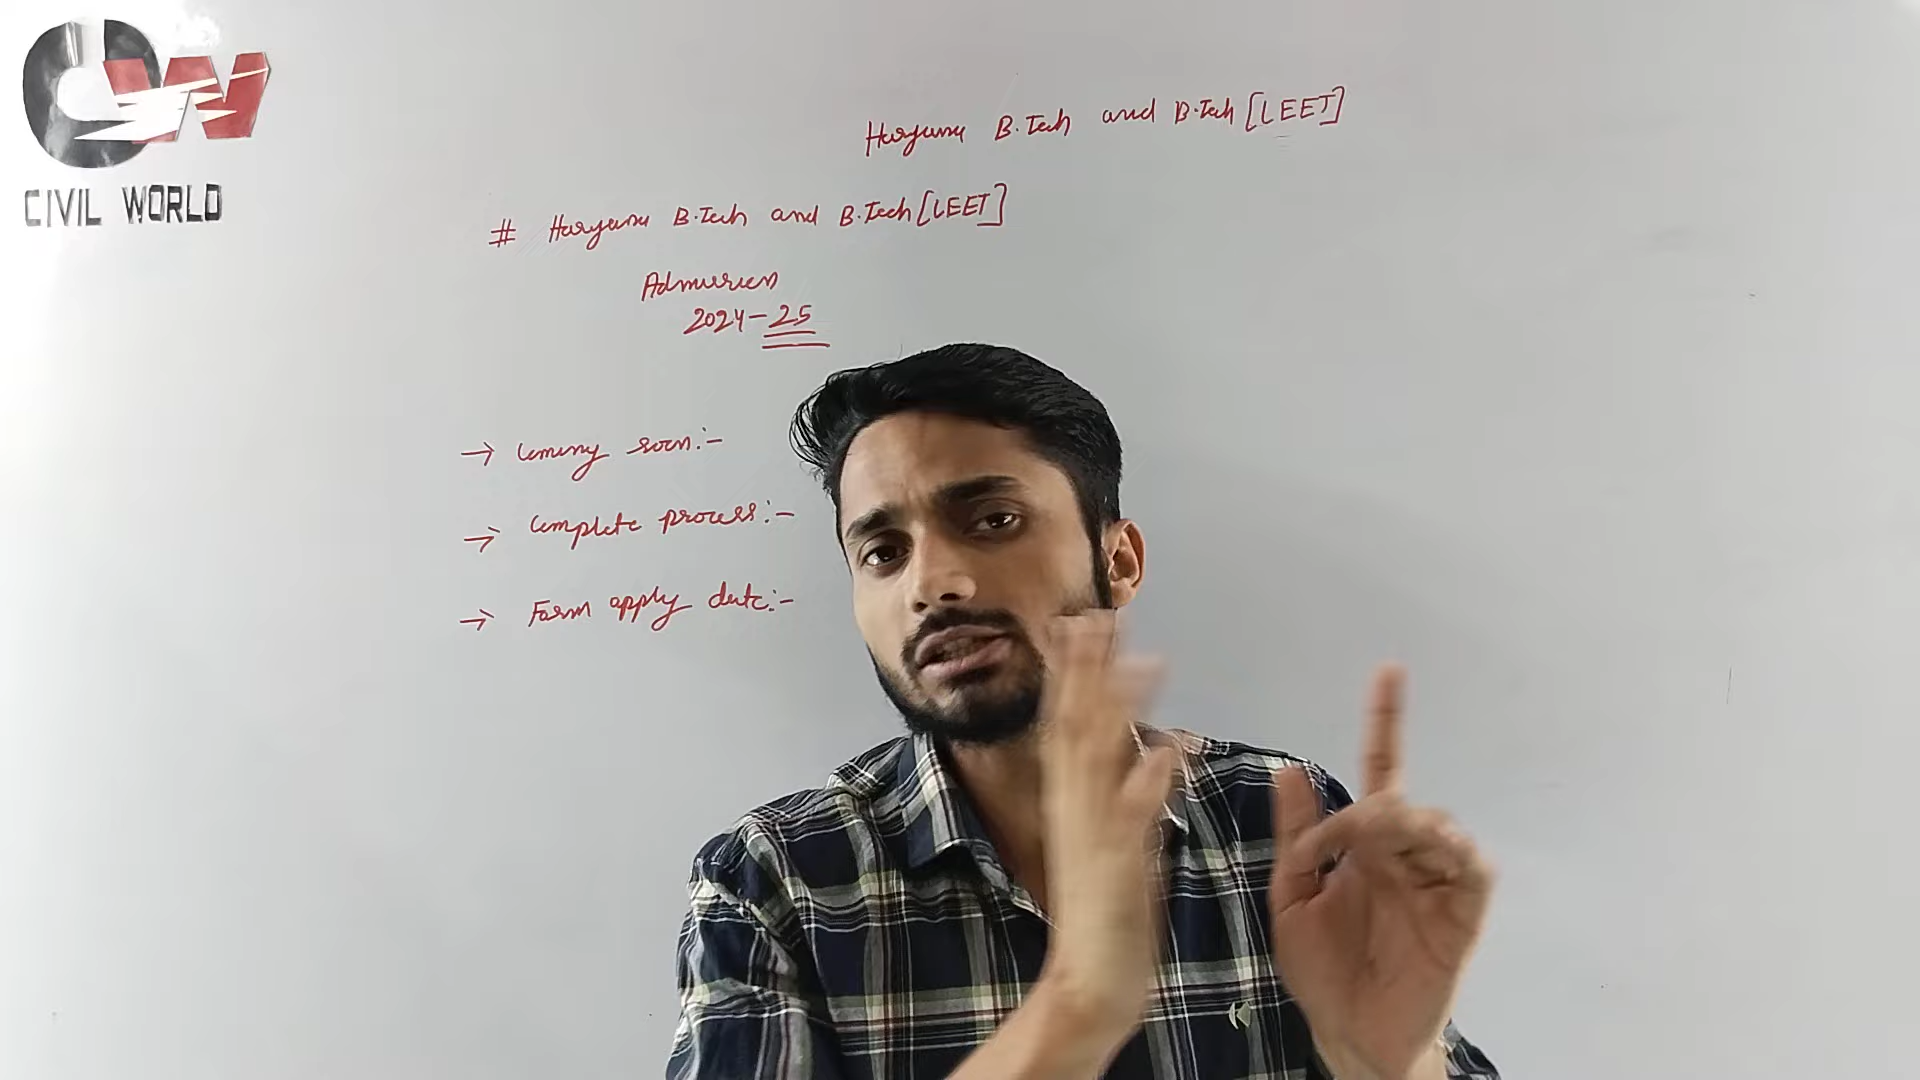 CW
CIVIL WORLD
Haryana B.Tech and B.Tech [LEET]
# Haryana B.Tech and B.Tech [LEET]
Admission
2024-25
→ Coming soon:-
→ Complete process:-
→ Form apply date:-